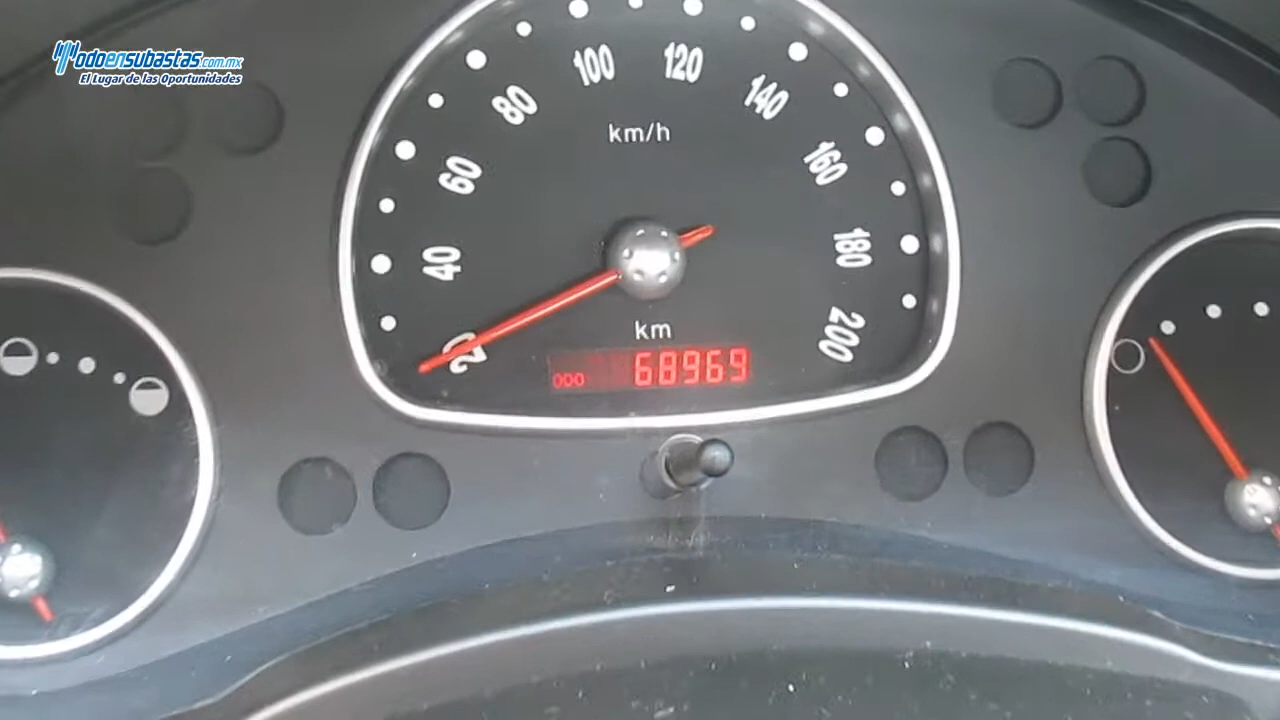 Todoensubastas.com.mx
El Lugar de las Oportunidades
100 120
80 140
km/h
60 160
40 180
km
20 200
000 68969